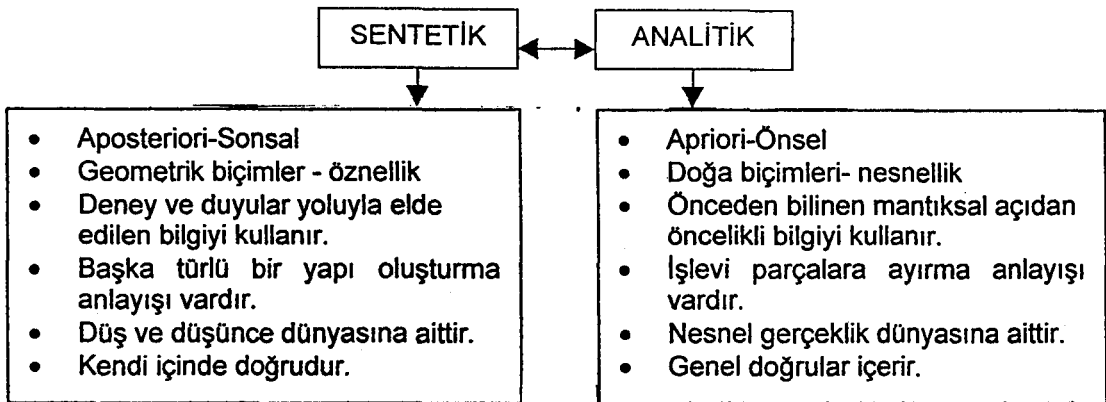 SENTETİK
ANALİTİK
• Aposteriori-Sonsal
• Geometrik biçimler - öznellik
• Deney ve duyular yoluyla elde
edilen bilgiyi kullanır.
• Başka türlü bir yapı oluşturma
anlayışı vardır.
• Düş ve düşünce dünyasına aittir.
• Kendi içinde doğrudur.
• Apriori-Önsel
• Doğa biçimleri- nesnellik
• Önceden bilinen mantıksal açıdan
öncelikli bilgiyi kullanır.
• İşlevi parçalara ayırma anlayışı
vardır.
• Nesnel gerçeklik dünyasına aittir.
• Genel doğrular içerir.